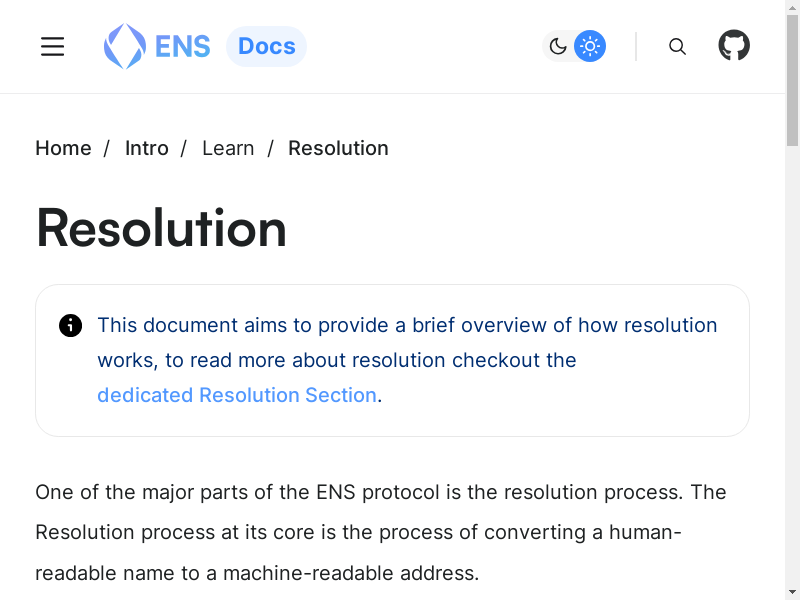 ENS Docs
Home / Intro / Learn / Resolution
Resolution
This document aims to provide a brief overview of how resolution
works, to read more about resolution checkout the
dedicated Resolution Section.
One of the major parts of the ENS protocol is the resolution process. The
Resolution process at its core is the process of converting a human-
readable name to a machine-readable address.